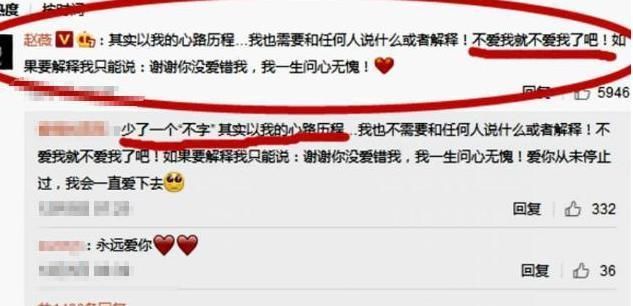 热度 按时间
赵薇：其实以我的心路历程...我也需要和任何人说什么或者解释！不爱我就不爱我了吧！如
果要解释我只能说：谢谢你没爱错我，我一生问心无愧！
回复 5946
少了一个“不字” 其实以我的心路历程...我也不需要和任何人说什么或者解释！不
爱我就不爱我了吧！如果要解释我只能说：谢谢你没爱错我，我一生问心无愧！爱你从未停止
过，我会一直爱下去
回复 332
：永远爱你
回复 36